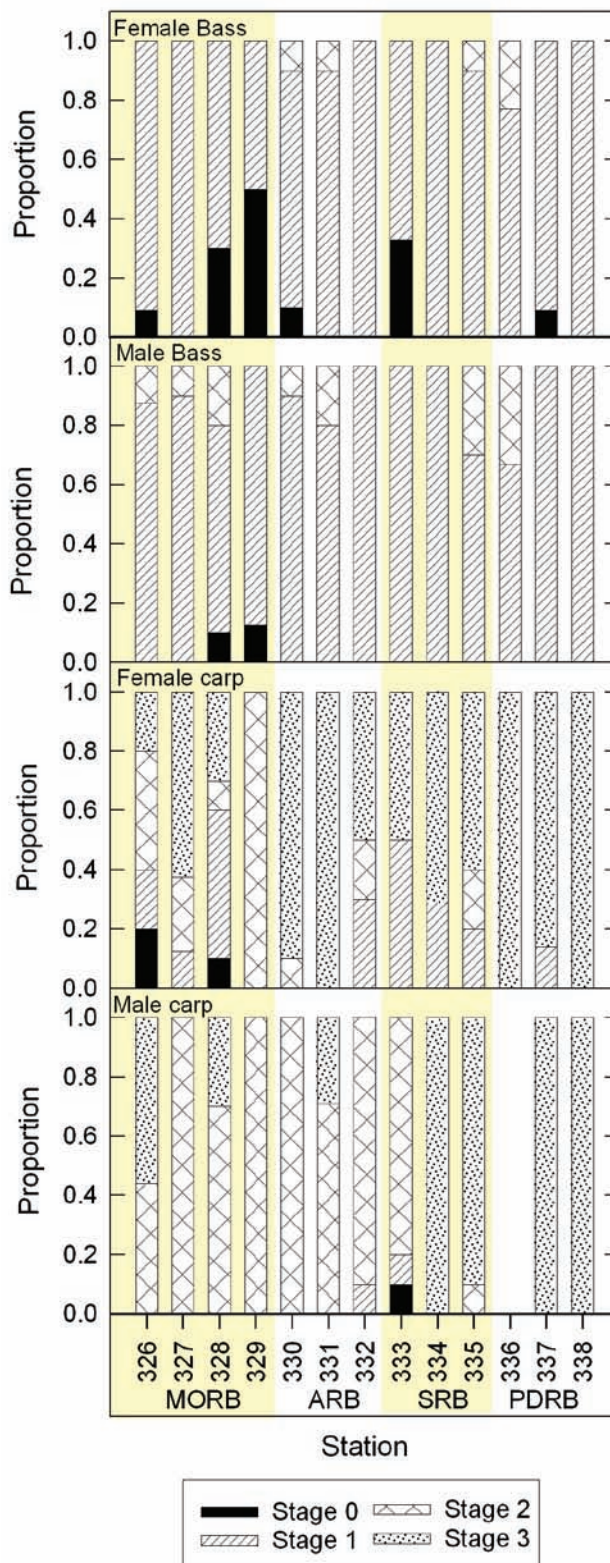 Female Bass
1.0
0.8
0.6
0.4
0.2
0.0
Proportion
Male Bass
1.0
0.8
0.6
0.4
0.2
0.0
Proportion
Female carp
1.0
0.8
0.6
0.4
0.2
0.0
Proportion
Male carp
1.0
0.8
0.6
0.4
0.2
0.0
Proportion
326 327 328 329 330 331 332 333 334 335 336 337 338
MORB ARB SRB PDRB
Station
Stage 0 Stage 2
Stage 1 Stage 3